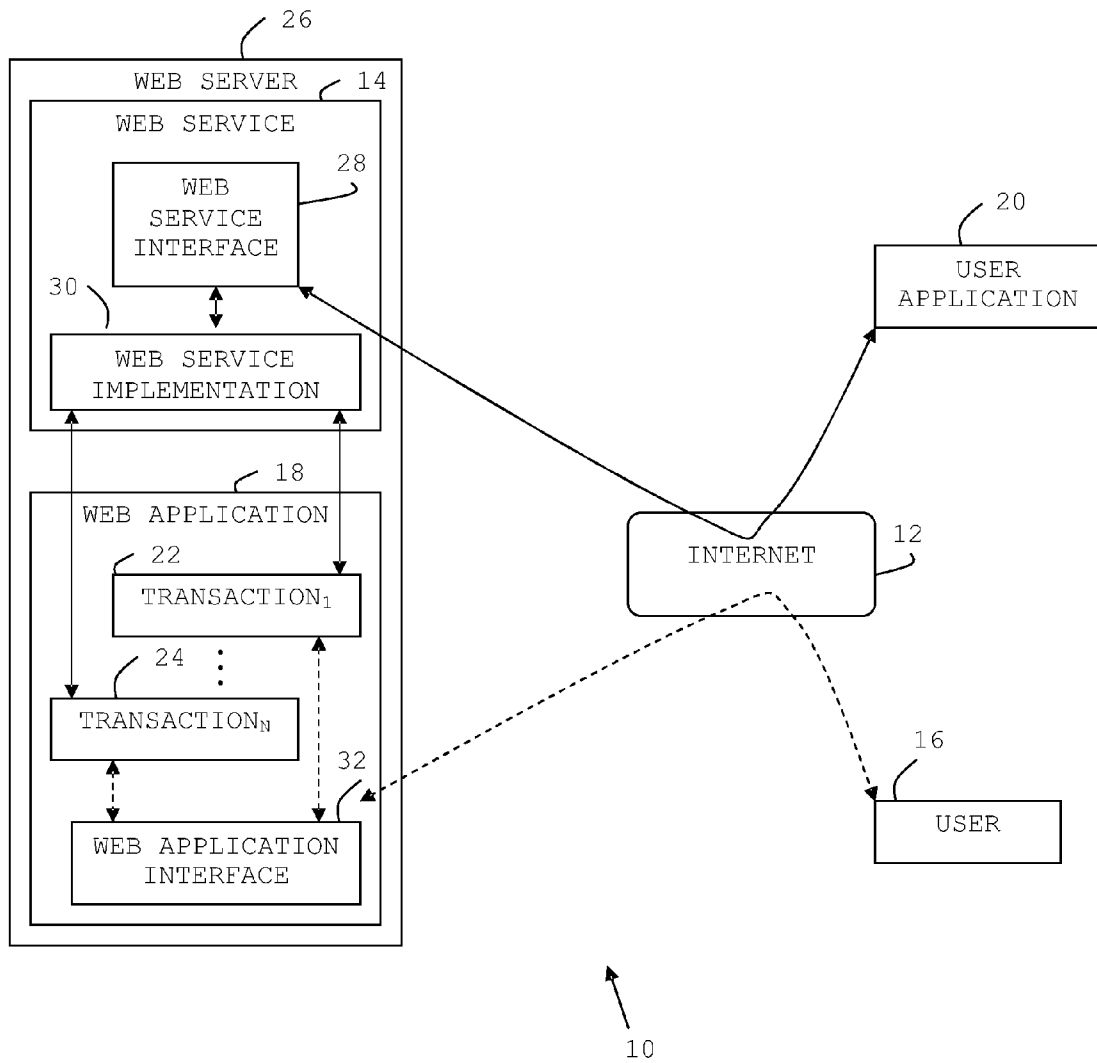 26
WEB SERVER
14
WEB SERVICE
28
WEB
SERVICE
INTERFACE
30
WEB SERVICE
IMPLEMENTATION
18
WEB APPLICATION
22
TRANSACTION₁
24
TRANSACTIONN
32
WEB APPLICATION
INTERFACE
20
USER
APPLICATION
INTERNET
12
16
USER
10